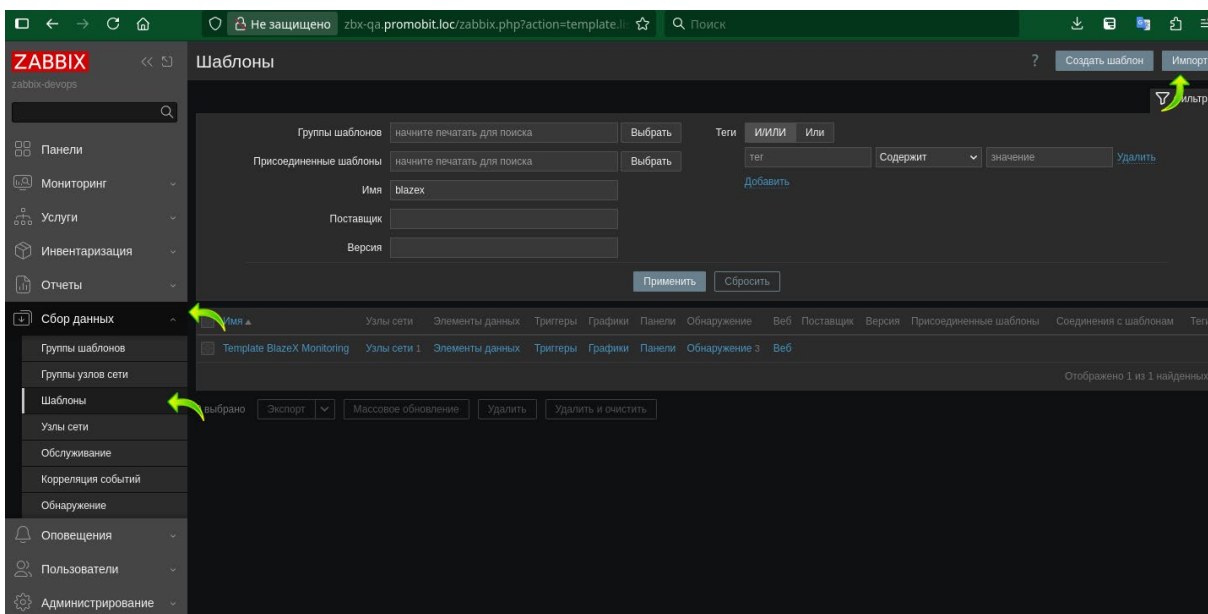 Не защищено zbx-qa.promobit.loc/zabbix.php?action=template.li Поиск
ZABBIX
zabbix-devops
Панели
Мониторинг
Услуги
Инвентаризация
Отчеты
Сбор данных
Группы шаблонов
Группы узлов сети
Шаблоны
Узлы сети
Обслуживание
Корреляция событий
Обнаружение
Оповещения
Пользователи
Администрирование
Шаблоны ? Создать шаблон Импорт
Группы шаблонов начните печатать для поиска Выбрать Теги И/ИЛИ Или
Присоединенные шаблоны начните печатать для поиска Выбрать тег Содержит значение Удалить
Имя blazex Добавить
Поставщик
Версия
Применить Сбросить
Имя Узлы сети Элементы данных Триггеры Графики Панели Обнаружение Веб Поставщик Версия Присоединенные шаблоны Соединения с шаблонам Теги
Template BlazeX Monitoring Узлы сети 1 Элементы данных Триггеры Графики Панели Обнаружение 3 Веб
Отображено 1 из 1 найденных
выбрано Экспорт Массовое обновление Удалить Удалить и очистить